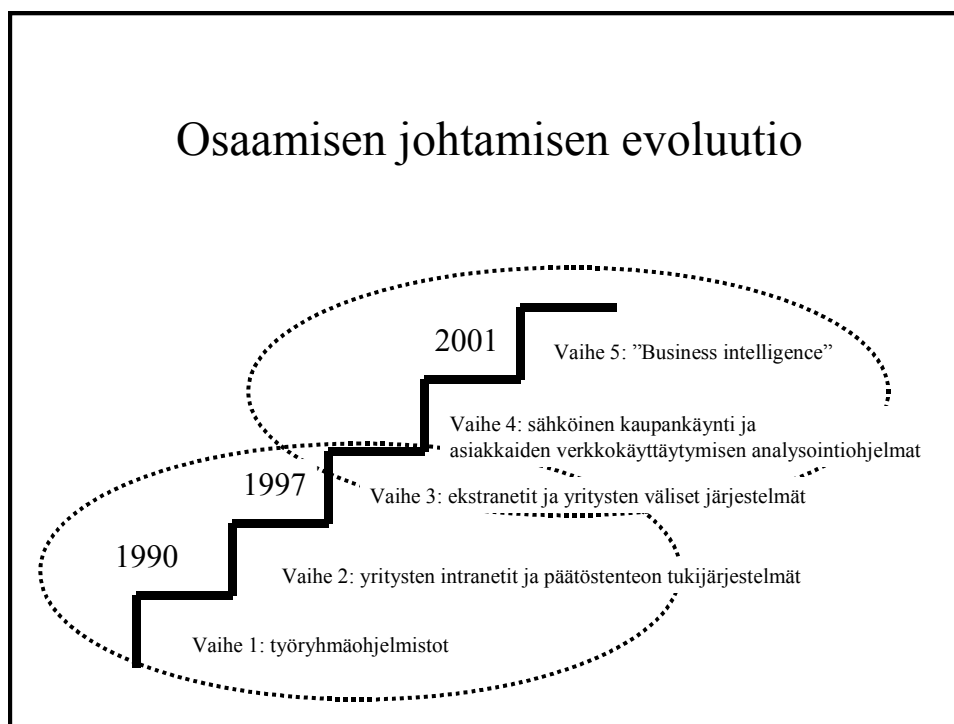 Osaamisen johtamisen evoluutio
2001
Vaihe 5: ”Business intelligence”
Vaihe 4: sähköinen kaupankäynti ja
asiakkaiden verkkokäyttäytymisen analysointiohjelmat
1997
Vaihe 3: ekstranetit ja yritysten väliset järjestelmät
1990
Vaihe 2: yritysten intranetit ja päätöstenteon tukijärjestelmät
Vaihe 1: työryhmäohjelmistot